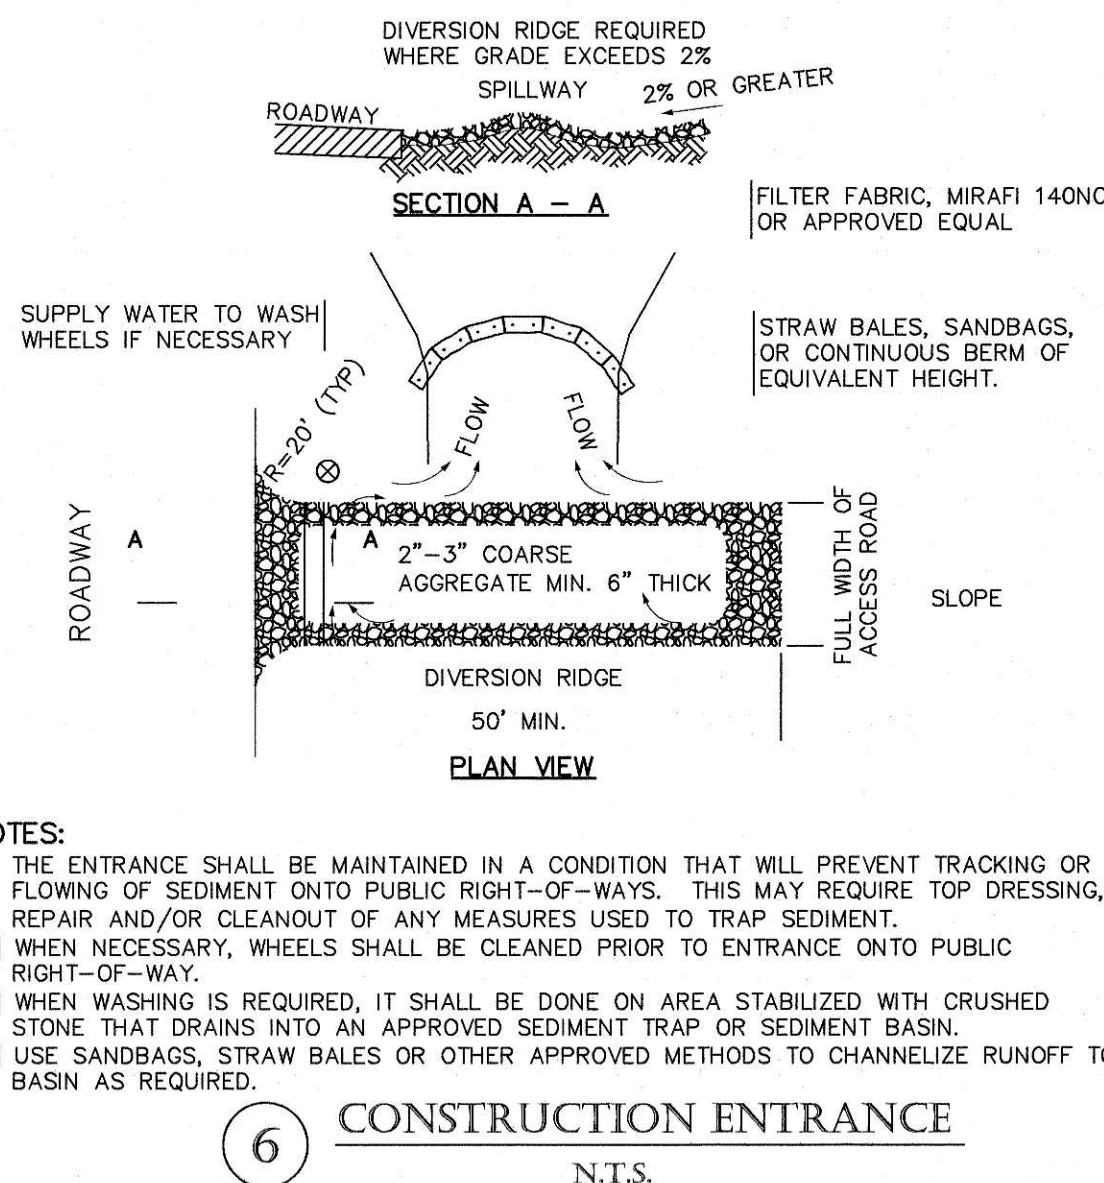 DIVERSION RIDGE REQUIRED
WHERE GRADE EXCEEDS 2%
SPILLWAY
2% OR GREATER
ROADWAY
SECTION A – A
FILTER FABRIC, MIRAFI 140NC
OR APPROVED EQUAL
SUPPLY WATER TO WASH
WHEELS IF NECESSARY
STRAW BALES, SANDBAGS,
OR CONTINUOUS BERM OF
EQUIVALENT HEIGHT.
R=20' (TYP)
FLOW
FLOW
ROADWAY
A
A
2"–3" COARSE
AGGREGATE MIN. 6" THICK
FULL WIDTH OF
ACCESS ROAD
SLOPE
DIVERSION RIDGE
50' MIN.
PLAN VIEW
OTES:
THE ENTRANCE SHALL BE MAINTAINED IN A CONDITION THAT WILL PREVENT TRACKING OR
FLOWING OF SEDIMENT ONTO PUBLIC RIGHT–OF–WAYS. THIS MAY REQUIRE TOP DRESSING,
REPAIR AND/OR CLEANOUT OF ANY MEASURES USED TO TRAP SEDIMENT.
WHEN NECESSARY, WHEELS SHALL BE CLEANED PRIOR TO ENTRANCE ONTO PUBLIC
RIGHT–OF–WAY.
WHEN WASHING IS REQUIRED, IT SHALL BE DONE ON AREA STABILIZED WITH CRUSHED
STONE THAT DRAINS INTO AN APPROVED SEDIMENT TRAP OR SEDIMENT BASIN.
USE SANDBAGS, STRAW BALES OR OTHER APPROVED METHODS TO CHANNELIZE RUNOFF TO
BASIN AS REQUIRED.
6
CONSTRUCTION ENTRANCE
N.T.S.